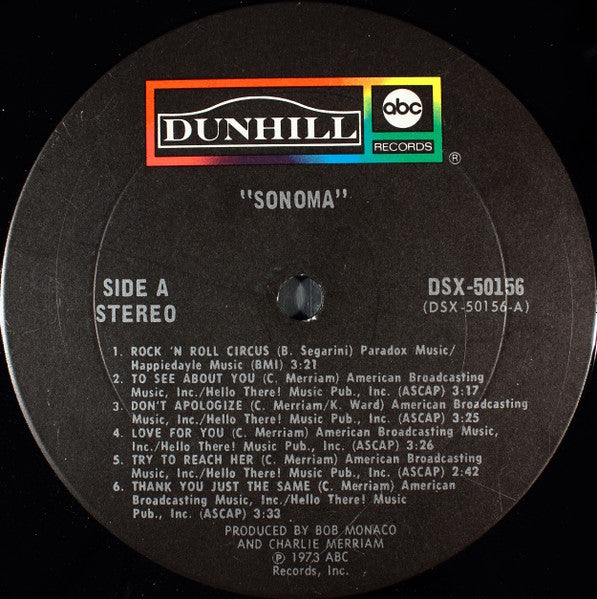 DUNHILL
abc
RECORDS
®
"SONOMA"
SIDE A
STEREO
DSX-50156
(DSX-50156-A)
1. ROCK 'N ROLL CIRCUS (B. Segarini) Paradox Music/
Happiedayle Music (BMI) 3:21
2. TO SEE ABOUT YOU (C. Merriam) American Broadcasting
Music, Inc./Hello There! Music Pub., Inc. (ASCAP) 3:17
3. DON'T APOLOGIZE (C. Merriam/K. Ward) American Broadcasting
Music, Inc./Hello There! Music Pub., Inc. (ASCAP) 3:25
4. LOVE FOR YOU (C. Merriam) American Broadcasting Music,
Inc./Hello There! Music Pub., Inc. (ASCAP) 3:26
5. TRY TO REACH HER (C. Merriam) American Broadcasting
Music, Inc./Hello There! Music Pub., Inc. (ASCAP) 2:42
6. THANK YOU JUST THE SAME (C. Merriam) American
Broadcasting Music, Inc./Hello There! Music
Pub., Inc. (ASCAP) 3:33
PRODUCED BY BOB MONACO
AND CHARLIE MERRIAM
℗ 1973 ABC
Records, Inc.